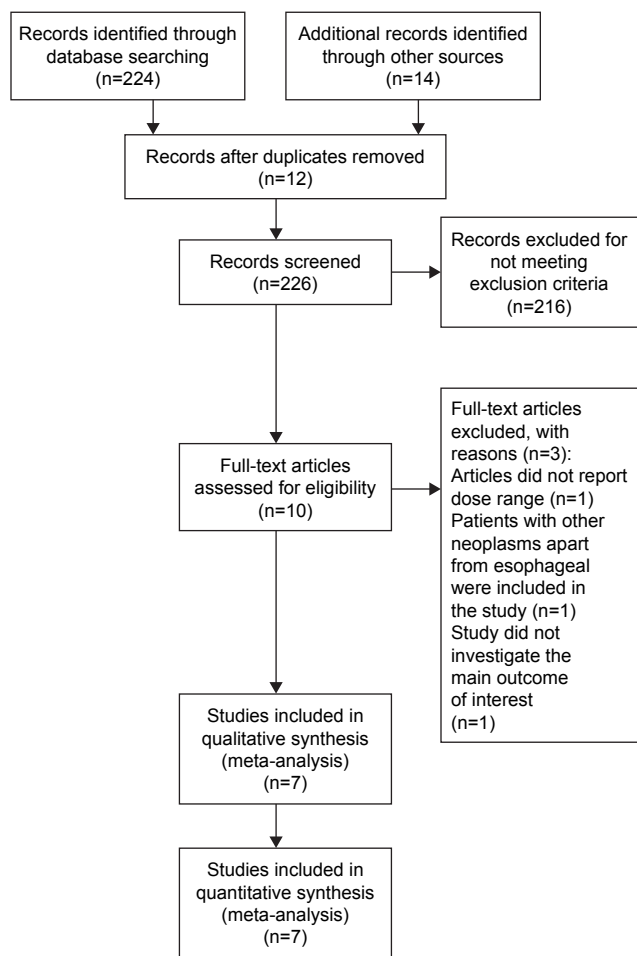 Records identified through
database searching
(n=224)
Additional records identified
through other sources
(n=14)
Records after duplicates removed
(n=12)
Records screened
(n=226)
Records excluded for
not meeting
exclusion criteria
(n=216)
Full-text articles
assessed for eligibility
(n=10)
Full-text articles
excluded, with
reasons (n=3):
Articles did not report
dose range (n=1)
Patients with other
neoplasms apart
from esophageal
were included in
the study (n=1)
Study did not
investigate the
main outcome
of interest
(n=1)
Studies included in
qualitative synthesis
(meta-analysis)
(n=7)
Studies included in
quantitative synthesis
(meta-analysis)
(n=7)